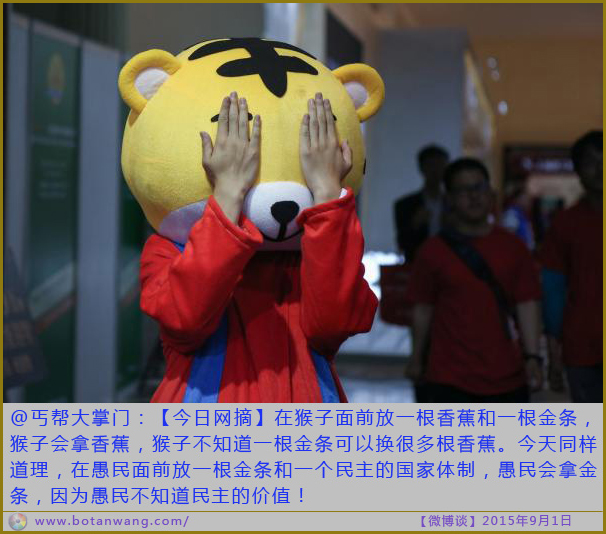 @丐帮大掌门：【今日网摘】在猴子面前放一根香蕉和一根金条，
猴子会拿香蕉，猴子不知道一根金条可以换很多根香蕉。今天同样
道理，在愚民面前放一根金条和一个民主的国家体制，愚民会拿金
条，因为愚民不知道民主的价值！
www.botanwang.com/
【微博谈】2015年9月1日